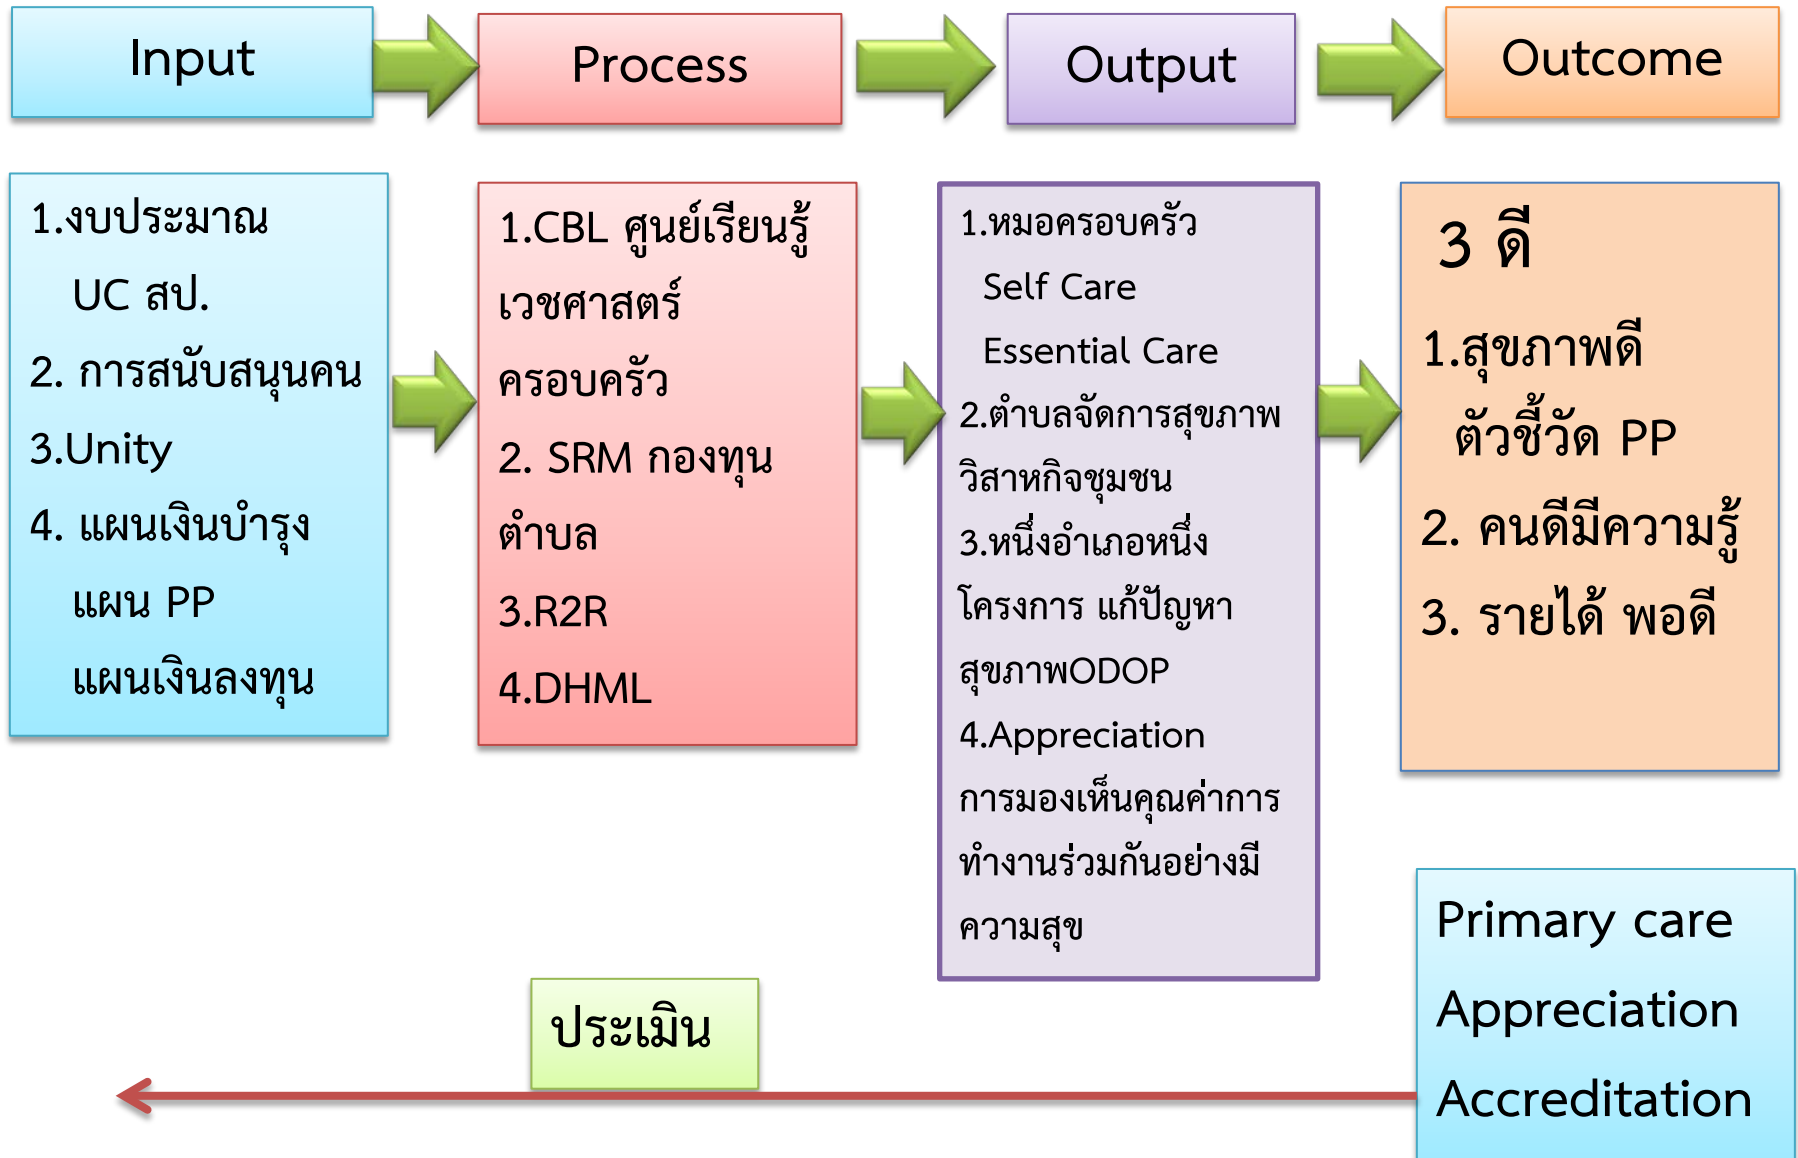 Input
Process
Output
Outcome
1.งบประมาณ
UC สป.
2. การสนับสนุนคน
3.Unity
4. แผนเงินบำรุง
แผน PP
แผนเงินลงทุน
1.CBL ศูนย์เรียนรู้
เวชศาสตร์
ครอบครัว
2. SRM กองทุน
ตำบล
3.R2R
4.DHML
1.หมอครอบครัว
Self Care
Essential Care
2.ตำบลจัดการสุขภาพ
วิสาหกิจชุมชน
3.หนึ่งอำเภอหนึ่ง
โครงการ แก้ปัญหา
สุขภาพODOP
4.Appreciation
การมองเห็นคุณค่าการ
ทำงานร่วมกันอย่างมี
ความสุข
3 ดี
1.สุขภาพดี
ตัวชี้วัด PP
2. คนดีมีความรู้
3. รายได้ พอดี
ประเมิน
Primary care
Appreciation
Accreditation